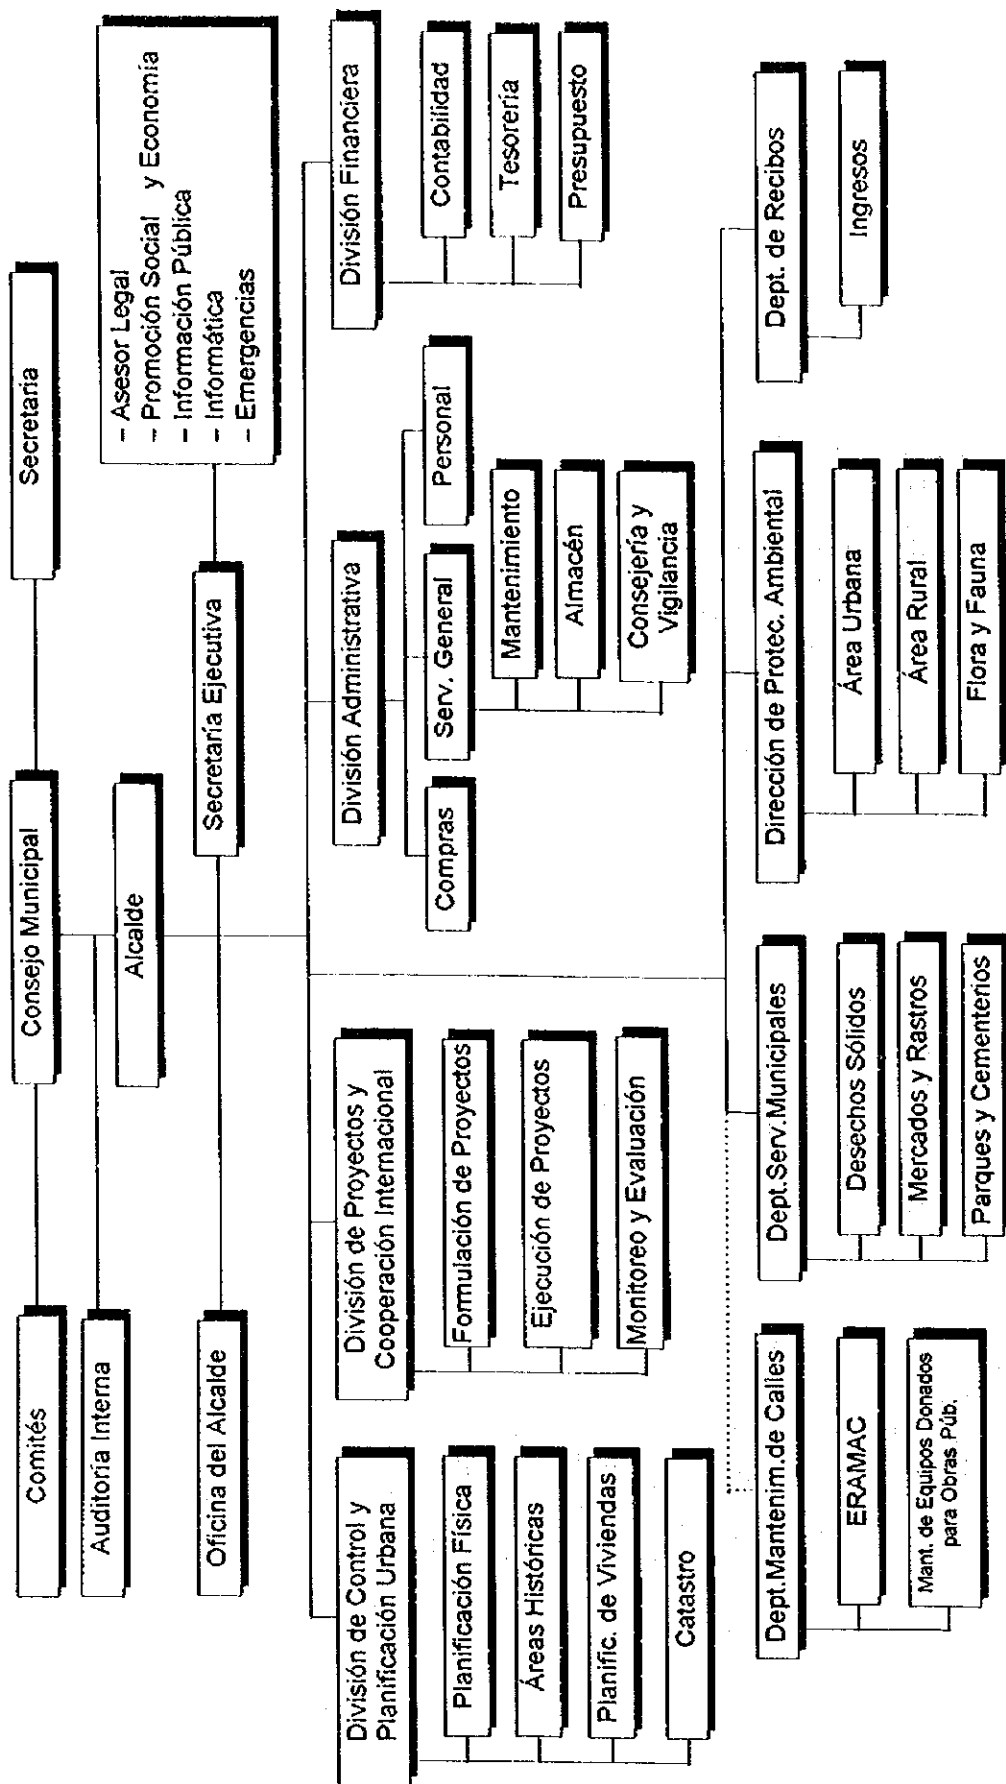 Comités
Consejo Municipal
Secretaria
Auditoria Interna
Alcalde
Oficina del Alcalde
Secretaría Ejecutiva
– Asesor Legal
– Promoción Social y Economía
– Información Pública
– Informática
– Emergencias
División de Control y
Planificación Urbana
Planificación Física
Áreas Históricas
Planific. de Viviendas
Catastro
División de Proyectos y
Cooperación Internacional
Formulación de Proyectos
Ejecución de Proyectos
Monitoreo y Evaluación
División Administrativa
Compras
Serv. General
Personal
Mantenimiento
Almacén
Consejería y
Vigilancia
División Financiera
Contabilidad
Tesorería
Presupuesto
Dept.Mantenim.de Calles
ERAMAC
Mant. de Equipos Donados
para Obras Púb.
Dept.Serv.Municipales
Desechos Sólidos
Mercados y Rastros
Parques y Cementerios
Dirección de Protec. Ambiental
Área Urbana
Área Rural
Flora y Fauna
Dept. de Recibos
Ingresos